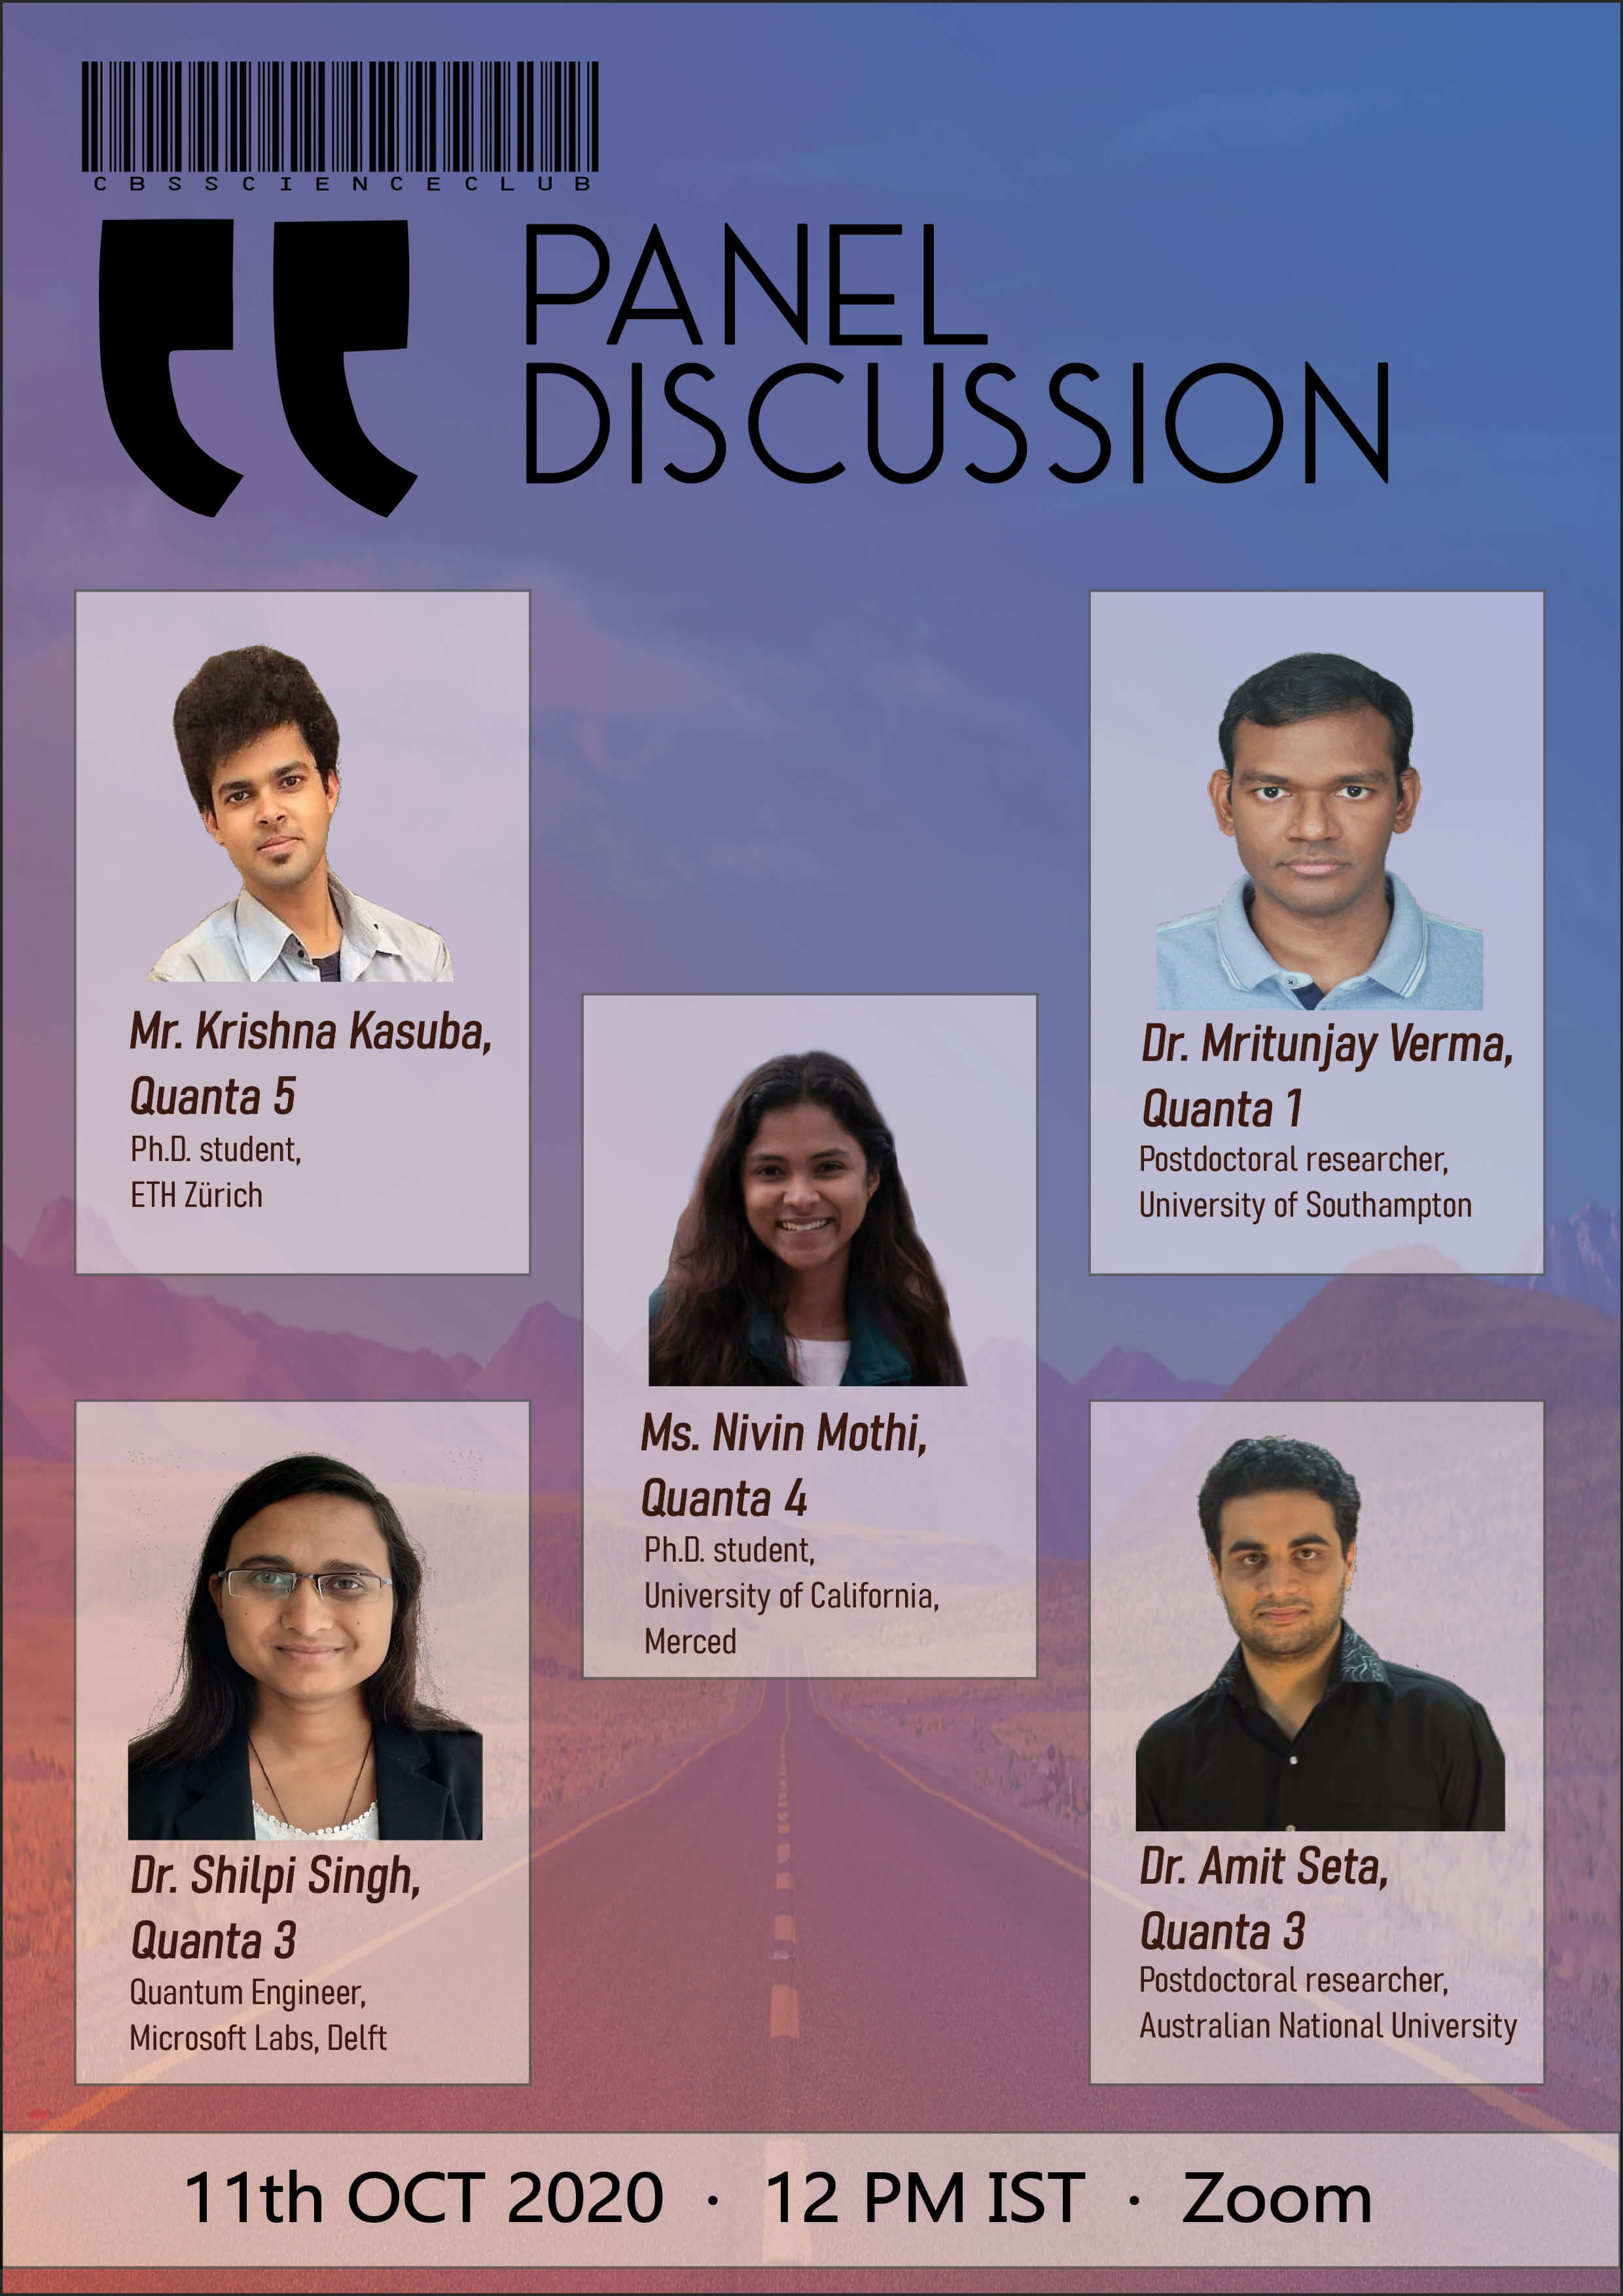 CBSSCIENCECLUB
PANEL
DISCUSSION
Mr. Krishna Kasuba,
Quanta 5
Ph.D. student,
ETH Zürich
Dr. Mritunjay Verma,
Quanta 1
Postdoctoral researcher,
University of Southampton
Ms. Nivin Mothi,
Quanta 4
Ph.D. student,
University of California,
Merced
Dr. Shilpi Singh,
Quanta 3
Quantum Engineer,
Microsoft Labs, Delft
Dr. Amit Seta,
Quanta 3
Postdoctoral researcher,
Australian National University
11th OCT 2020 · 12 PM IST · Zoom